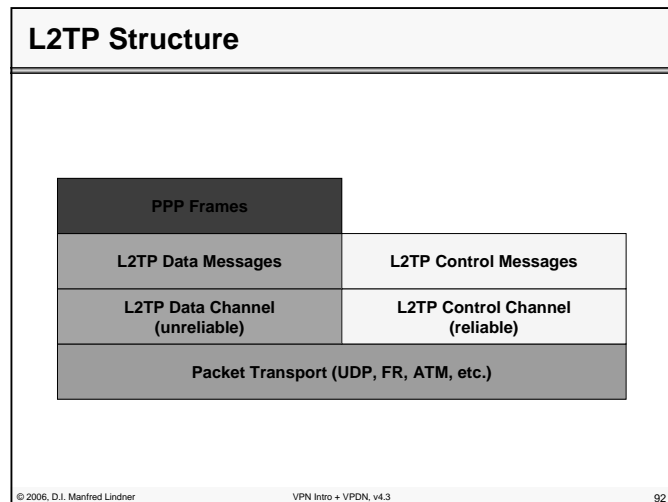 L2TP Structure
PPP Frames
L2TP Data Messages
L2TP Control Messages
L2TP Data Channel
(unreliable)
L2TP Control Channel
(reliable)
Packet Transport (UDP, FR, ATM, etc.)
© 2006, D.I. Manfred Lindner
VPN Intro + VPDN, v4.3
92